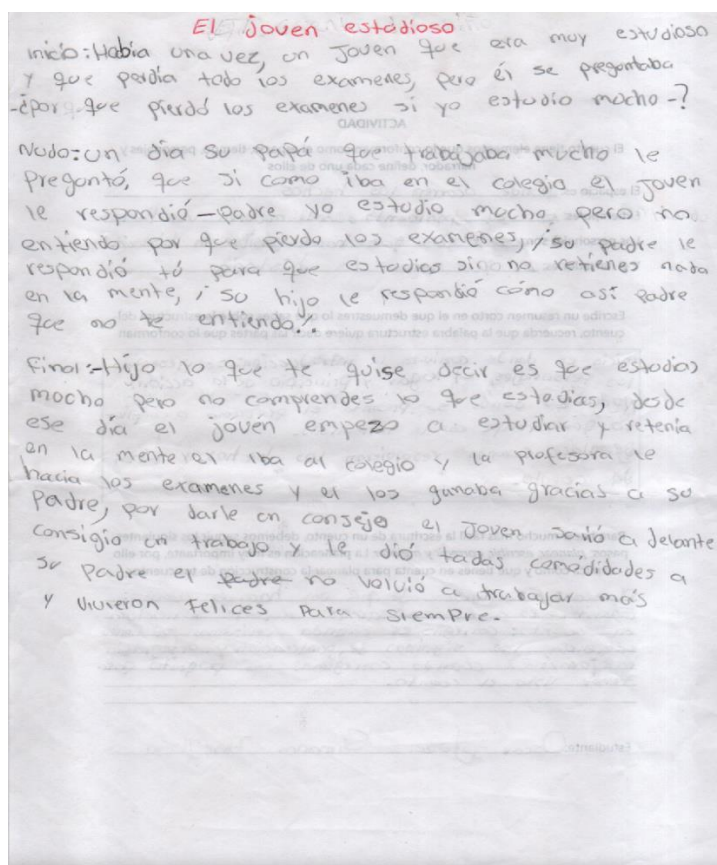 El joven estudioso
inicio: Habia una vez, un Joven que era muy estudioso
y que perdia todo los examenes, pero él se preguntaba
-¿por que pierdo los examenes si yo estudio mucho-?
Nudo: un dia su papá que trabajaba mucho le
Preguntó, que si como iba en el colegio el joven
le respondió - padre yo estudio mucho pero no
entiendo por que pierdo los examenes, su padre le
respondió tú para que estudias sino no retienes nada
en la mente, su hijo le respondió cómo así padre
que no te entiendo.
Final: -Hijo lo que te quise decir es que estudias
mucho pero no comprendes lo que estudias, desde
ese día el joven empezo a estudiar y retenia
en la mente el iba al colegio y la profesora le
hacia los examenes y el los ganaba gracias a su
Padre, por darle un consejo el Joven salió a delante
consigio un trabajo y le dió todas comodidades a
su Padre el padre no volvió a trabajar más
y vivieron Felices Para siempre.
ACTIVIDAD
Estudiante: